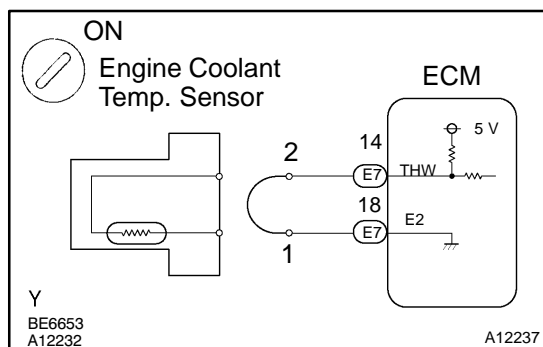 ON
Engine Coolant
Temp. Sensor
ECM
5 V
14
2
THW
E7
18
E2
E7
1
Y
BE6653
A12232
A12237